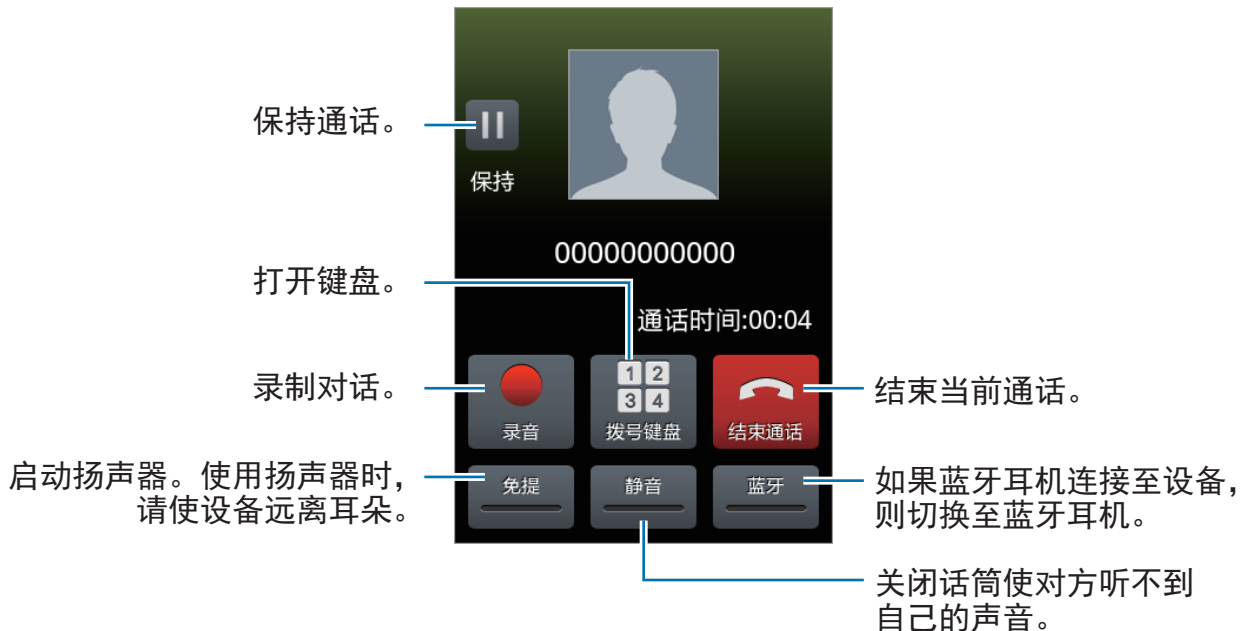 保持通话。
保持
00000000000
打开键盘。
通话时间:00:04
1 2
3 4
录制对话。
录音
拨号键盘
结束通话
结束当前通话。
启动扬声器。使用扬声器时，
请使设备远离耳朵。
免提
静音
蓝牙
如果蓝牙耳机连接至设备，
则切换至蓝牙耳机。
关闭话筒使对方听不到
自己的声音。